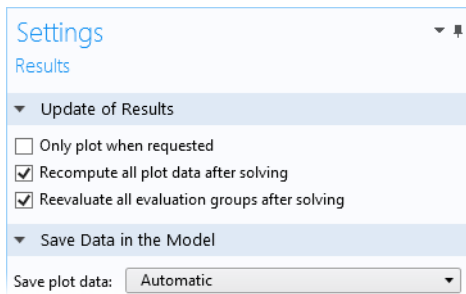 Settings
Results
Update of Results
Only plot when requested
Recompute all plot data after solving
Reevaluate all evaluation groups after solving
Save Data in the Model
Save plot data: Automatic